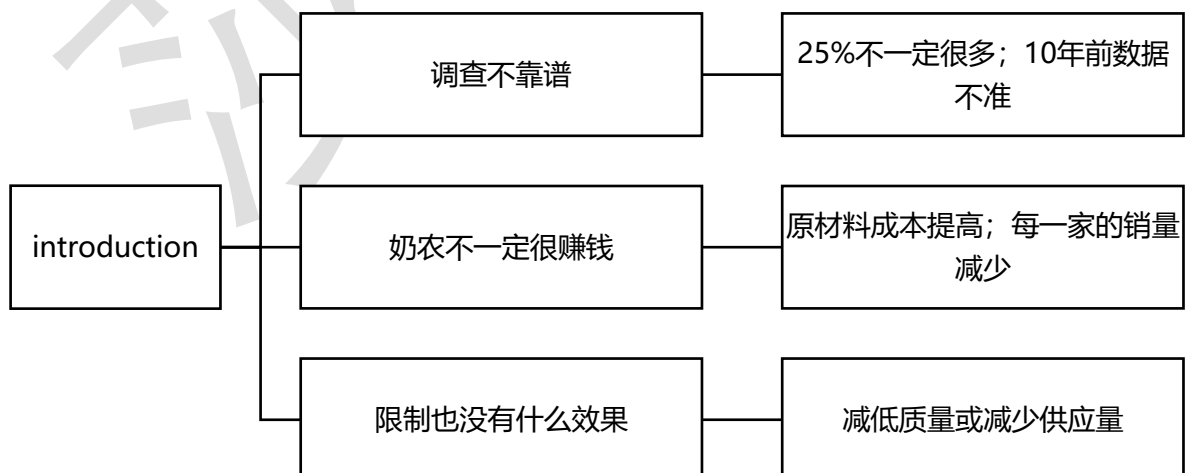 introduction
调查不靠谱
25%不一定很多；10年前数据
不准
奶农不一定很赚钱
原材料成本提高；每一家的销量
减少
限制也没有什么效果
减低质量或减少供应量